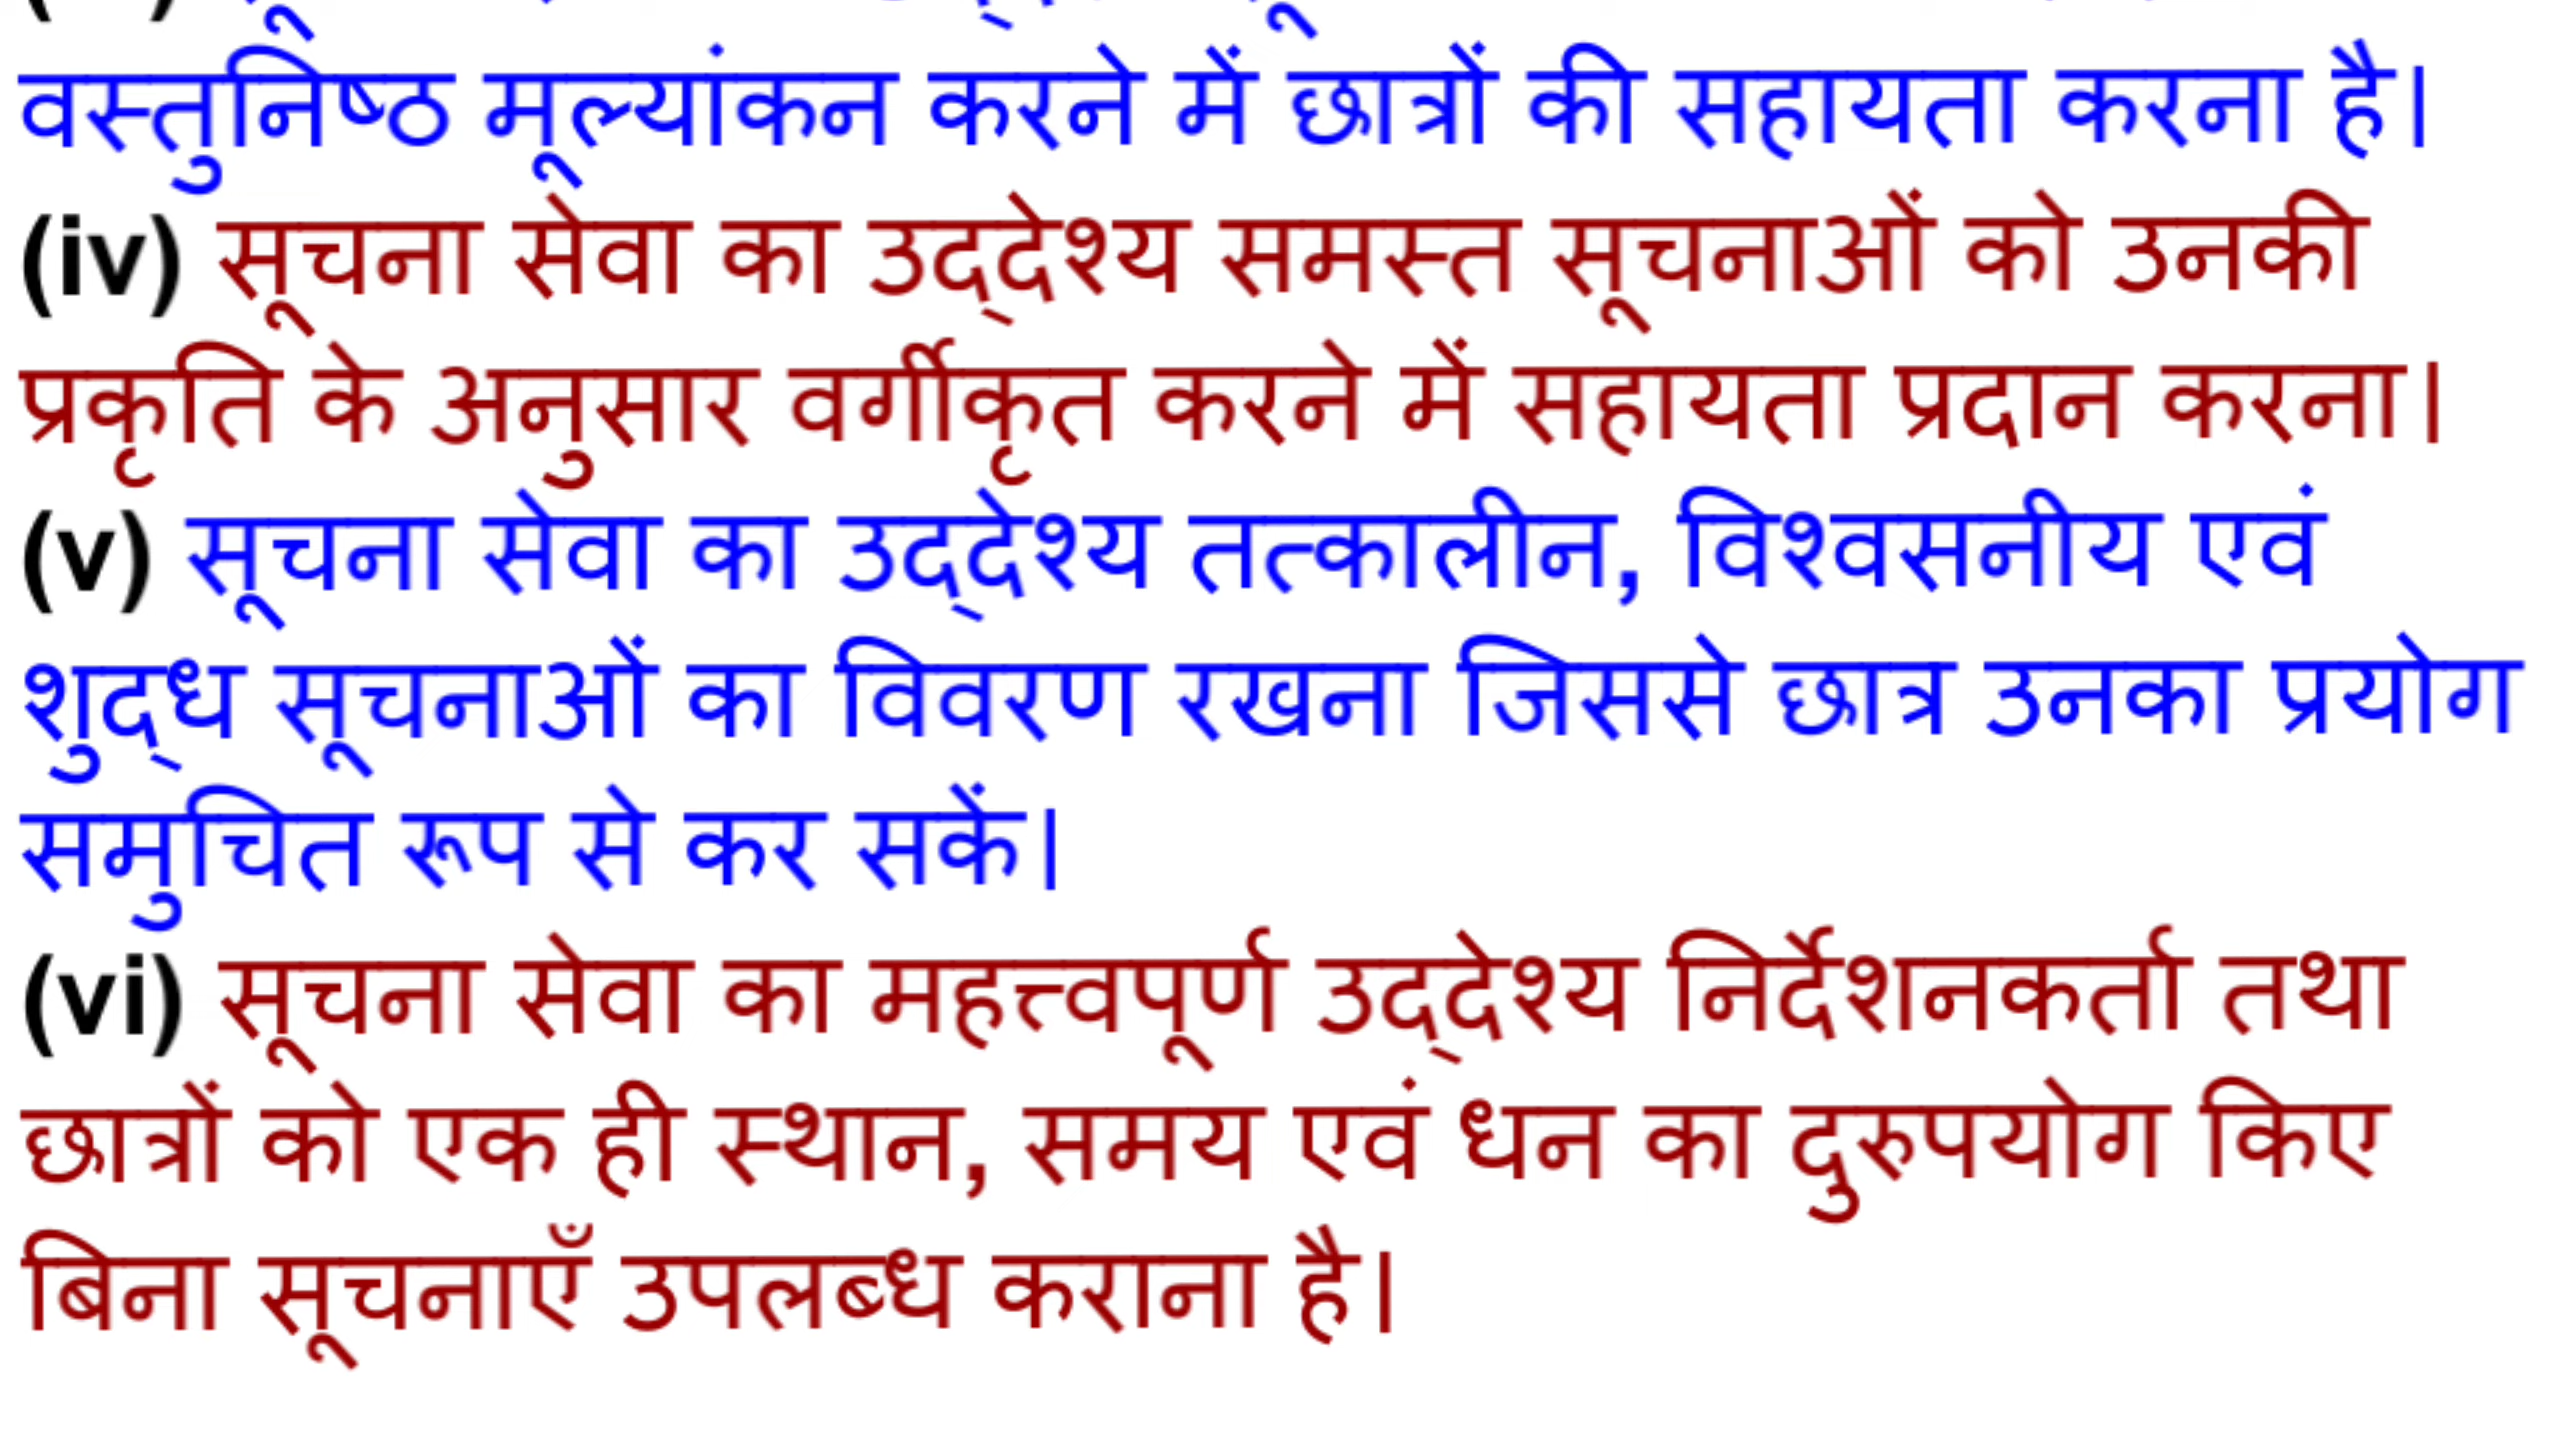 वस्तुनिष्ठ मूल्यांकन करने में छात्रों की सहायता करना है।
(iv) सूचना सेवा का उद्देश्य समस्त सूचनाओं को उनकी
प्रकृति के अनुसार वर्गीकृत करने में सहायता प्रदान करना।
(v) सूचना सेवा का उद्देश्य तत्कालीन, विश्वसनीय एवं
शुद्ध सूचनाओं का विवरण रखना जिससे छात्र उनका प्रयोग
समुचित रूप से कर सकें।
(vi) सूचना सेवा का महत्त्वपूर्ण उद्देश्य निर्देशनकर्ता तथा
छात्रों को एक ही स्थान, समय एवं धन का दुरुपयोग किए
बिना सूचनाएँ उपलब्ध कराना है।